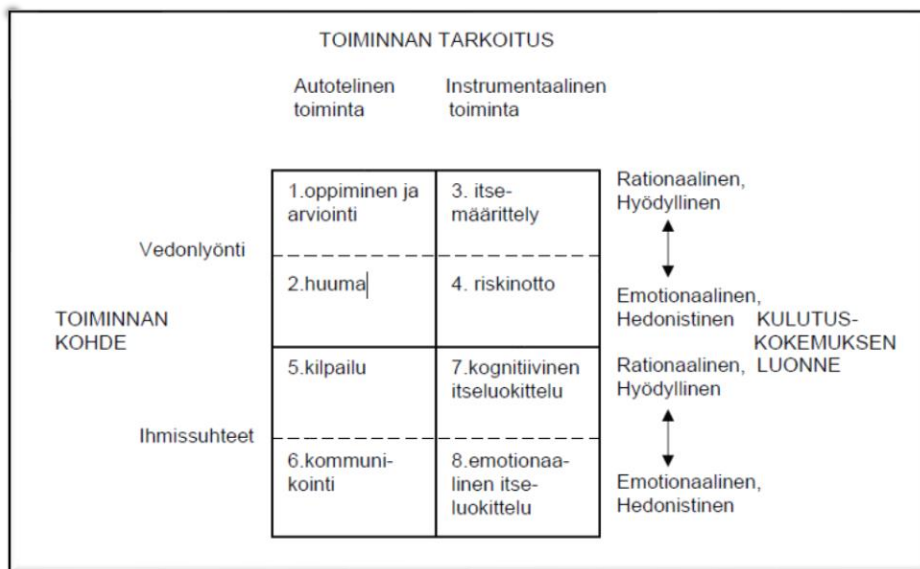 TOIMINNAN TARKOITUS
Autotelinen
toiminta
Instrumentaalinen
toiminta
1.oppiminen ja
arviointi
3. itse-
määrittely
Rationaalinen,
Hyödyllinen
Vedonlyönti
2.huuma
4. riskinotto
Emotionaalinen,
Hedonistinen
TOIMINNAN
KOHDE
KULUTUS-
KOKEMUKSEN
LUONNE
5.kilpailu
7.kognitiivinen
itseluokittelu
Rationaalinen,
Hyödyllinen
Ihmissuhteet
6.kommuni-
kointi
8.emotionaa-
linen itse-
luokittelu
Emotionaalinen,
Hedonistinen